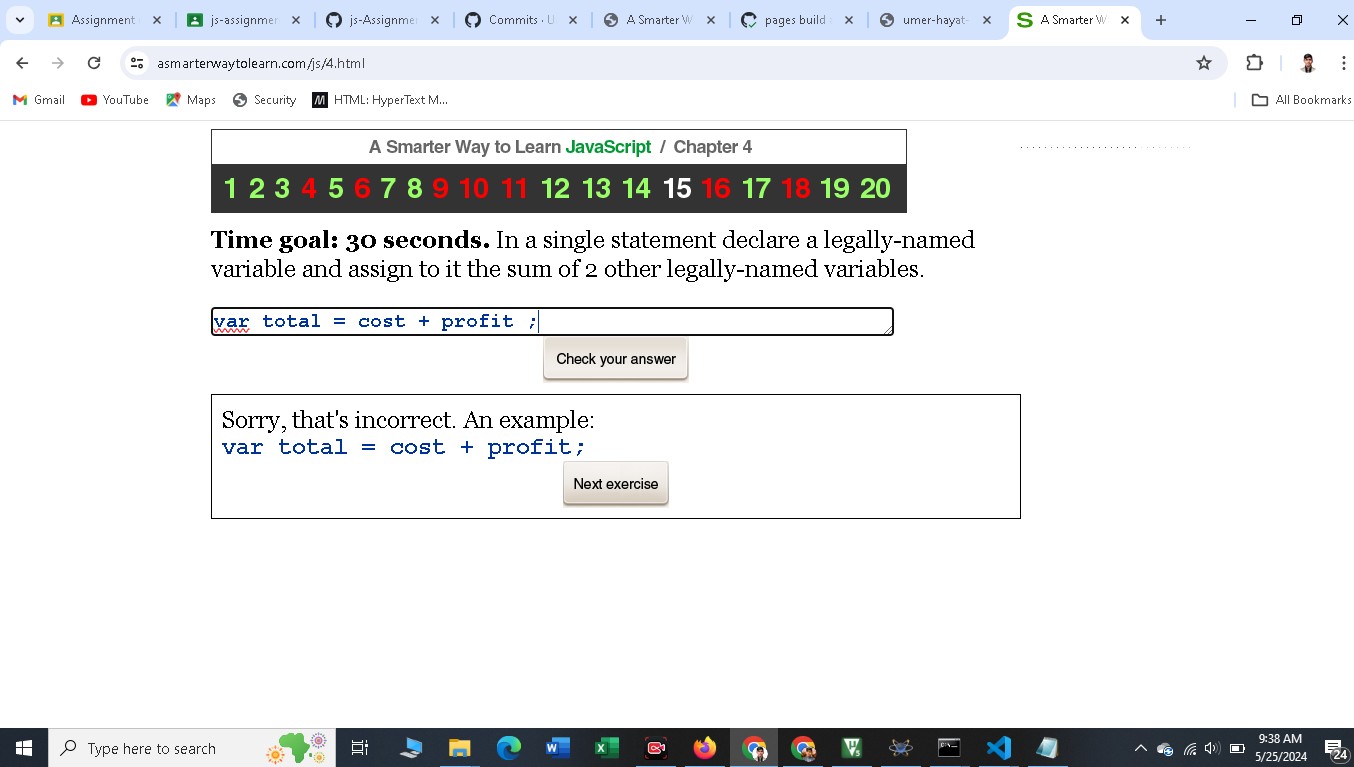 Assignment
js-assignmer
js-Assignme
Commits · U
A Smarter W
pages build
umer-hayat-
A Smarter W
asmarterwaytolearn.com/js/4.html
Gmail
YouTube
Maps
Security
HTML: HyperText M...
All Bookmarks
A Smarter Way to Learn JavaScript / Chapter 4
1 2 3 4 5 6 7 8 9 10 11 12 13 14 15 16 17 18 19 20
Time goal: 30 seconds. In a single statement declare a legally-named
variable and assign to it the sum of 2 other legally-named variables.
var total = cost + profit ;
Check your answer
Sorry, that's incorrect. An example:
var total = cost + profit;
Next exercise
Type here to search
9:38 AM
5/25/2024
24